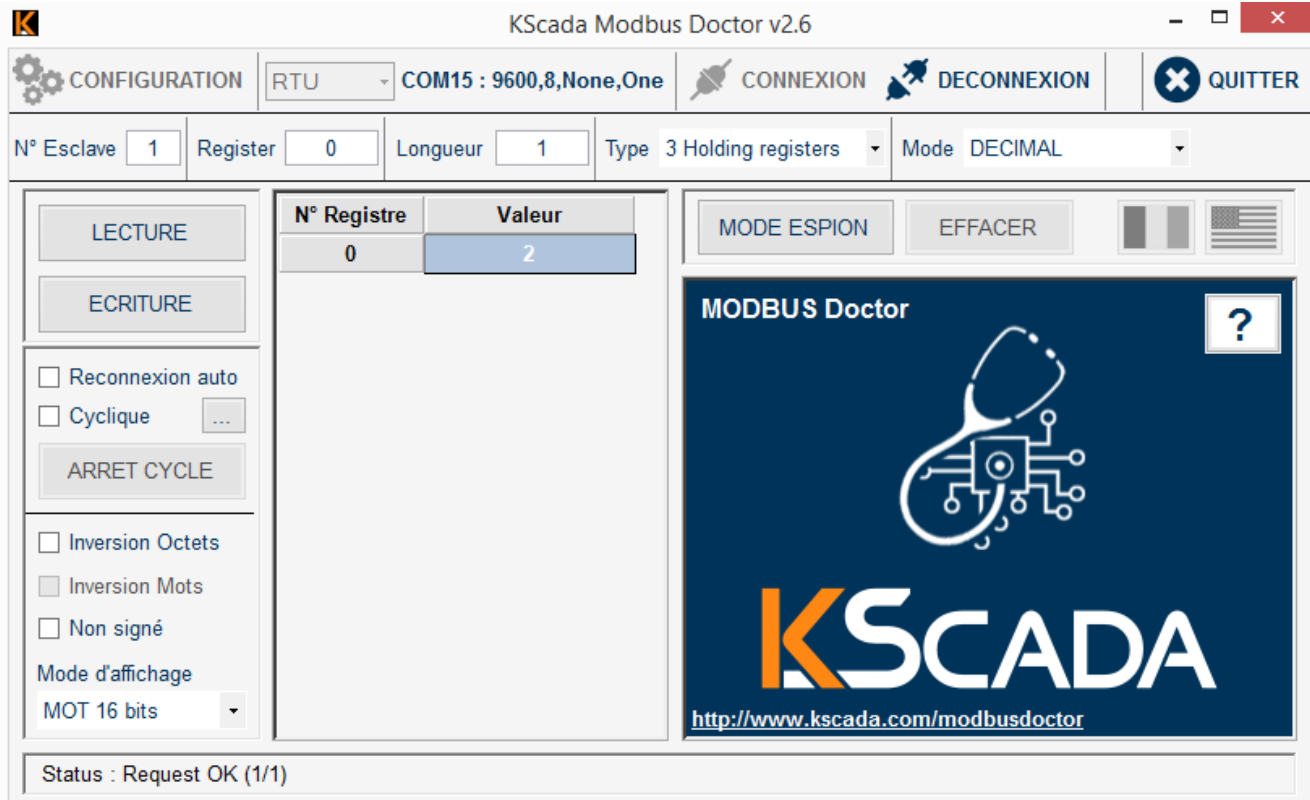 KScada Modbus Doctor v2.6
CONFIGURATION RTU COM15 : 9600,8,None,One CONNEXION DECONNEXION QUITTER
N° Esclave 1 Register 0 Longueur 1 Type 3 Holding registers Mode DECIMAL
LECTURE
ECRITURE
Reconnexion auto
Cyclique ...
ARRET CYCLE
Inversion Octets
Inversion Mots
Non signé
Mode d'affichage
MOT 16 bits
N° Registre Valeur
0 2
MODE ESPION EFFACER
MODBUS Doctor ?
KSCADA
http://www.kscada.com/modbusdoctor
Status : Request OK (1/1)